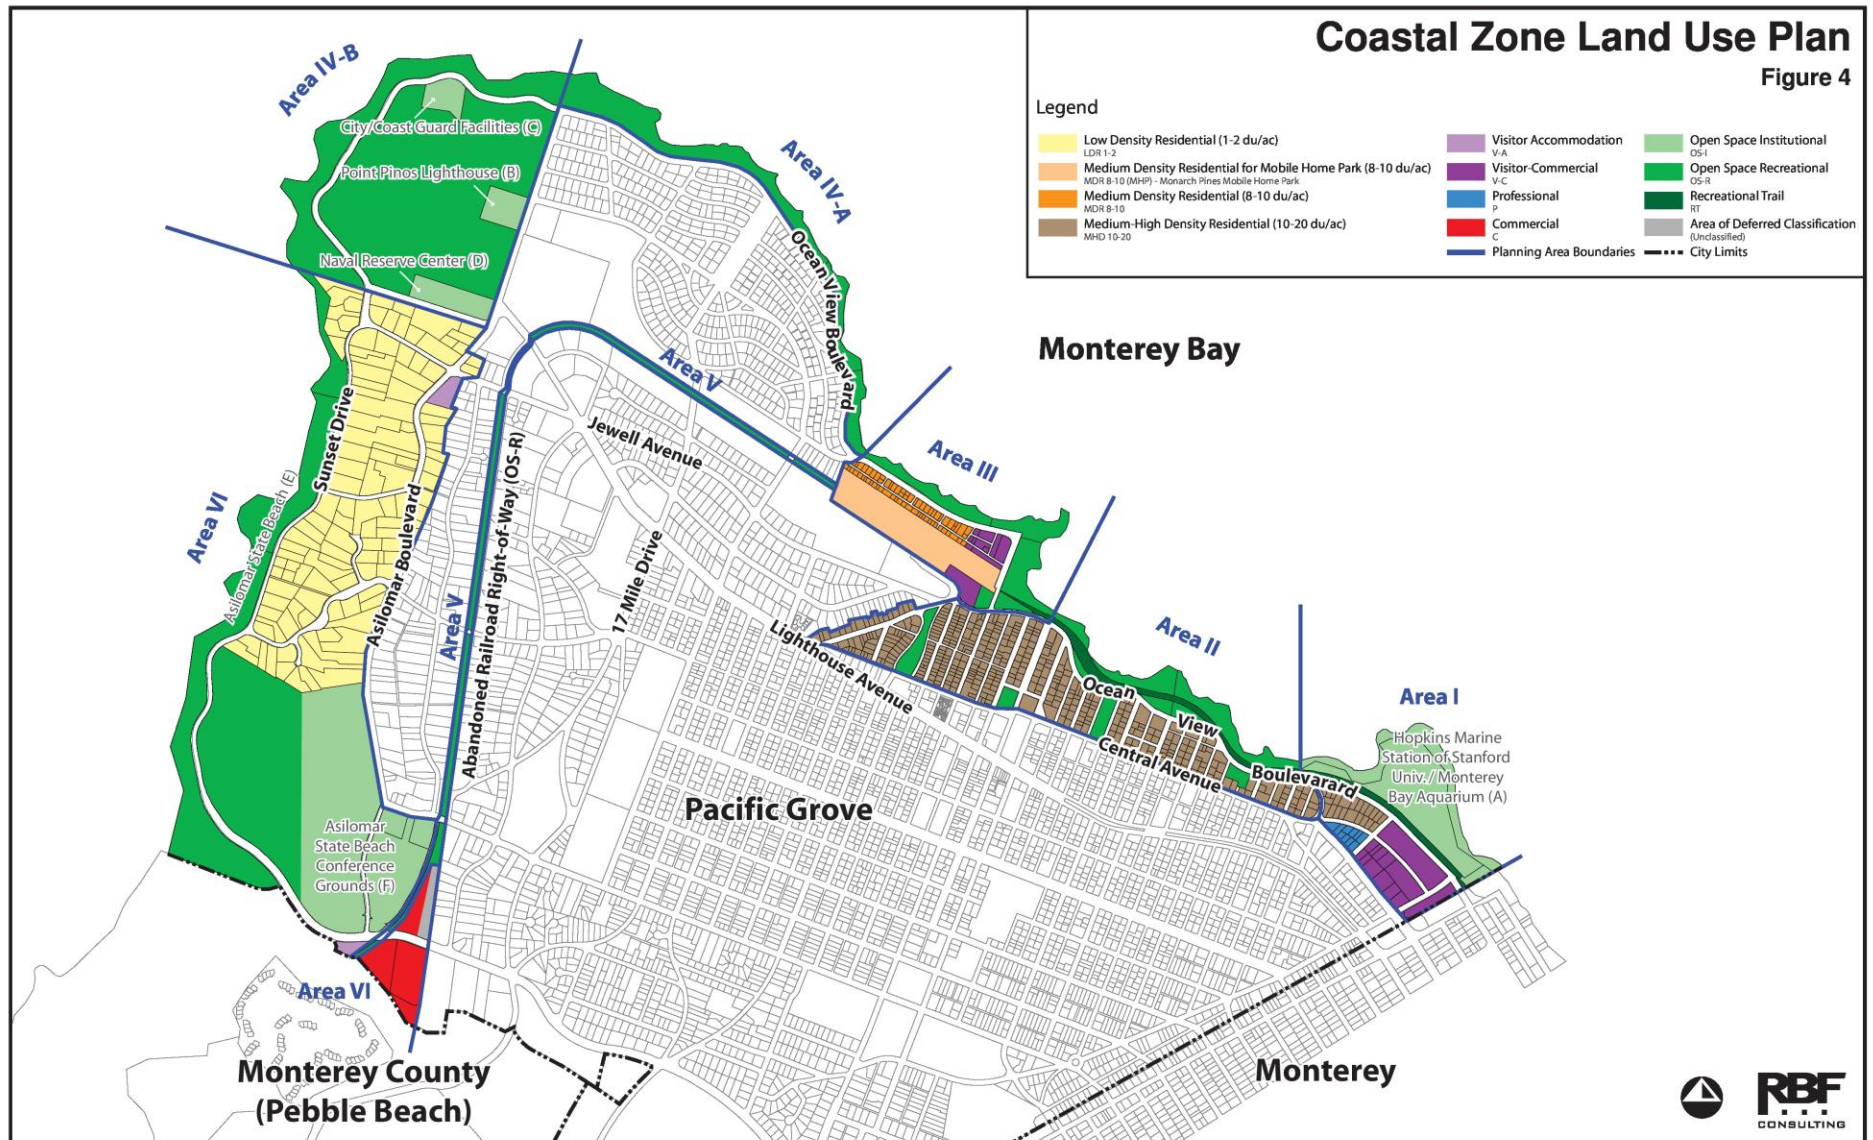 Coastal Zone Land Use Plan
Figure 4
Legend
Low Density Residential (1-2 du/ac)
LDR 1-2
Medium Density Residential for Mobile Home Park (8-10 du/ac)
MDR 8-10 (MHP) - Monarch Pines Mobile Home Park
Medium Density Residential (8-10 du/ac)
MDR 8-10
Medium-High Density Residential (10-20 du/ac)
MHD 10-20
Visitor Accommodation
V-A
Visitor-Commercial
V-C
Professional
P
Commercial
C
Planning Area Boundaries
Open Space Institutional
OS-I
Open Space Recreational
OS-R
Recreational Trail
RT
Area of Deferred Classification
(Unclassified)
City Limits
Area IV-B
City/Coast Guard Facilities (C)
Point Pinos Lighthouse (B)
Naval Reserve Center (D)
Area IV-A
Ocean View Boulevard
Monterey Bay
Area V
Jewell Avenue
Area III
Sunset Drive
Asilomar State Beach (E)
Area VI
Asilomar Boulevard
Area V
Abandoned Railroad Right-of-Way (OS-R)
17 Mile Drive
Lighthouse Avenue
Area II
Ocean
View
Boulevarard
Central Avenue
Area I
Hopkins Marine
Station of Stanford
Univ./ Monterey
Bay Aquarium (A)
Pacific Grove
Asilomar
State Beach
Conference
Grounds (F)
Area VI
Monterey County
(Pebble Beach)
Monterey
RBF
CONSULTING